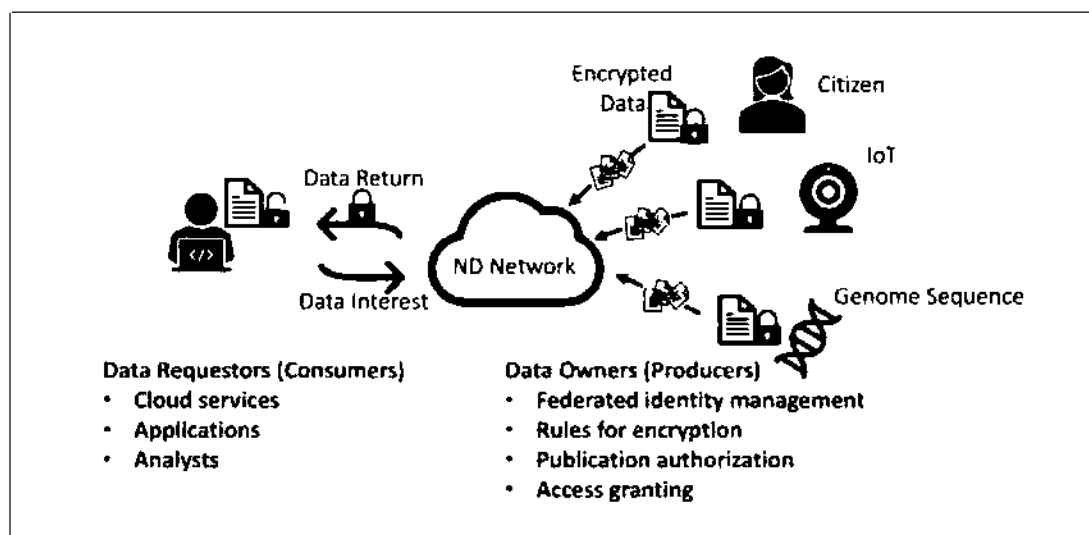 Encrypted
Data
Citizen
IoT
Data Return
</>
ND Network
Data Interest
Genome Sequence
Data Requestors (Consumers)
• Cloud services
• Applications
• Analysts
Data Owners (Producers)
• Federated identity management
• Rules for encryption
• Publication authorization
• Access granting